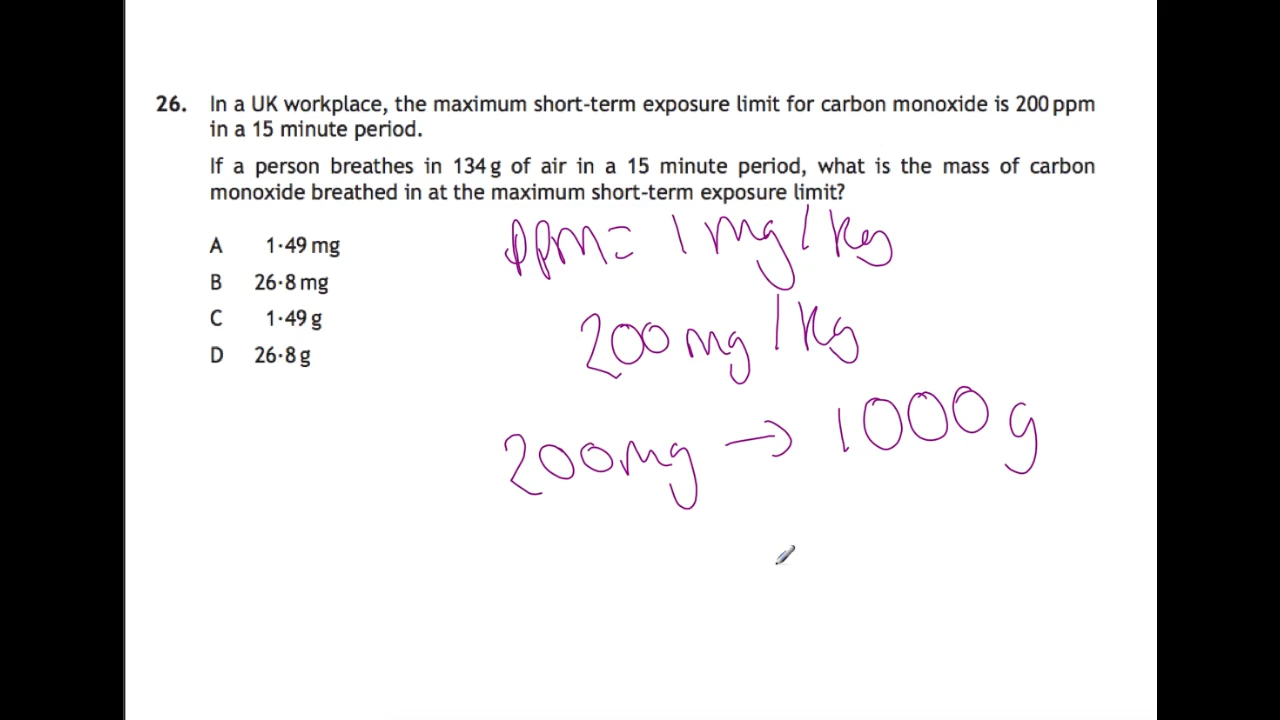 26. In a UK workplace, the maximum short-term exposure limit for carbon monoxide is 200 ppm
in a 15 minute period.
If a person breathes in 134 g of air in a 15 minute period, what is the mass of carbon
monoxide breathed in at the maximum short-term exposure limit?
A 1·49 mg
B 26·8 mg
C 1·49 g
D 26·8 g
ppm = 1 mg / kg
200 mg / kg
200mg → 1000 g